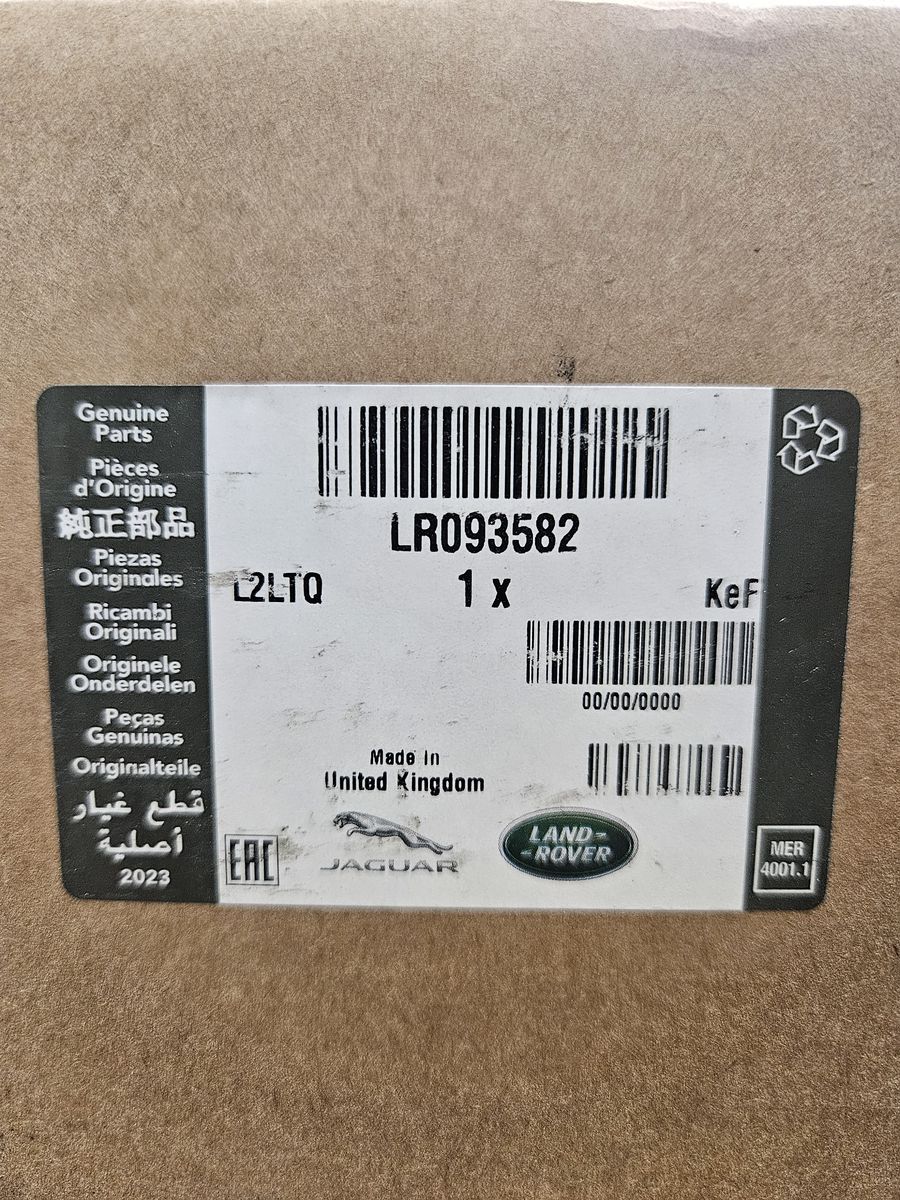 Genuine
Parts
Pièces
d'Origine
純正部品
Piezas
Originales
Ricambi
Originali
Originele
Onderdelen
Peças
Genuínas
Originalteile
قطع غيار
أصلية
2023
LR093582
L2LTQ 1 x KeF
00/00/0000
Made In
United Kingdom
EAC
JAGUAR
LAND-
-ROVER
MER
4001.1